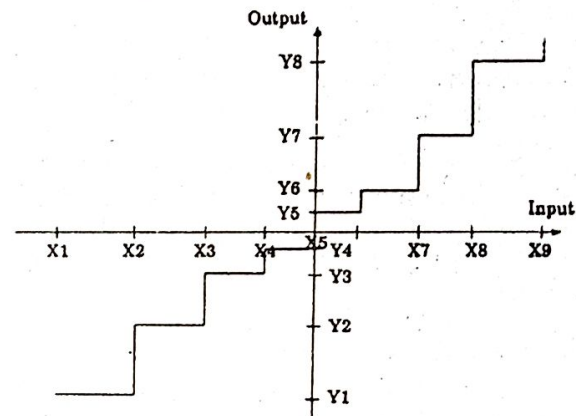 Output
Y8
Y7
Y6
Y5
Input
X1 X2 X3 X4 X5 Y4 X7 X8 X9
Y3
Y2
Y1